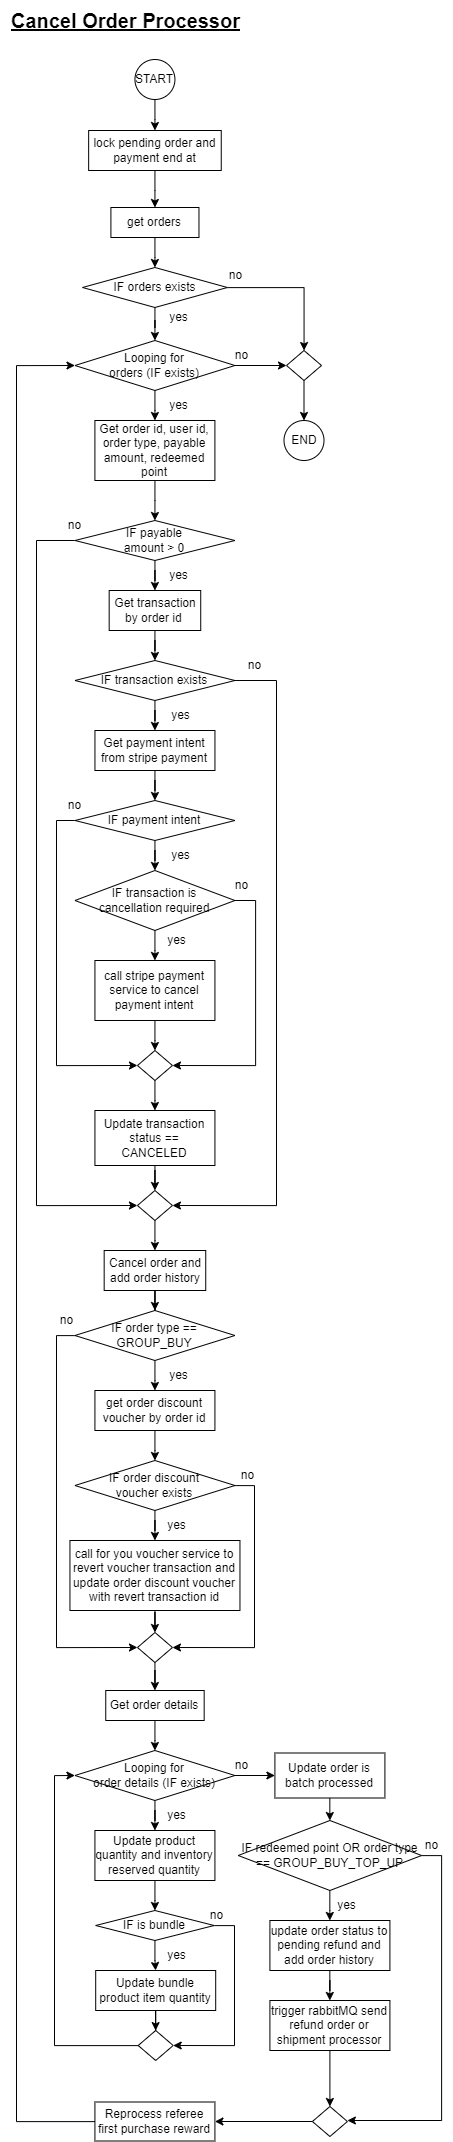 Cancel Order Processor
START
lock pending order and
payment end at
get orders
IF orders exists
no
yes
Looping for
orders (IF exists)
no
yes
END
Get order id, user id,
order type, payable
amount, redeemed
point
IF payable
amount > 0
no
yes
Get transaction
by order id
IF transaction exists
no
yes
Get payment intent
from stripe payment
IF payment intent
no
yes
IF transaction is
cancellation required
no
yes
call stripe payment
service to cancel
payment intent
Update transaction
status ==
CANCELED
Cancel order and
add order history
IF order type ==
GROUP_BUY
no
yes
get order discount
voucher by order id
IF order discount
voucher exists
no
yes
call for you voucher service to
revert voucher transaction and
update order discount voucher
with revert transaction id
Get order details
Looping for
order details (IF exists)
no
yes
Update order is
batch processed
Update product
quantity and inventory
reserved quantity
IF redeemed point OR order type
== GROUP_BUY_TOP_UP
no
yes
IF is bundle
no
yes
update order status to
pending refund and
add order history
Update bundle
product item quantity
trigger rabbitMQ send
refund order or
shipment processor
Reprocess referee
first purchase reward